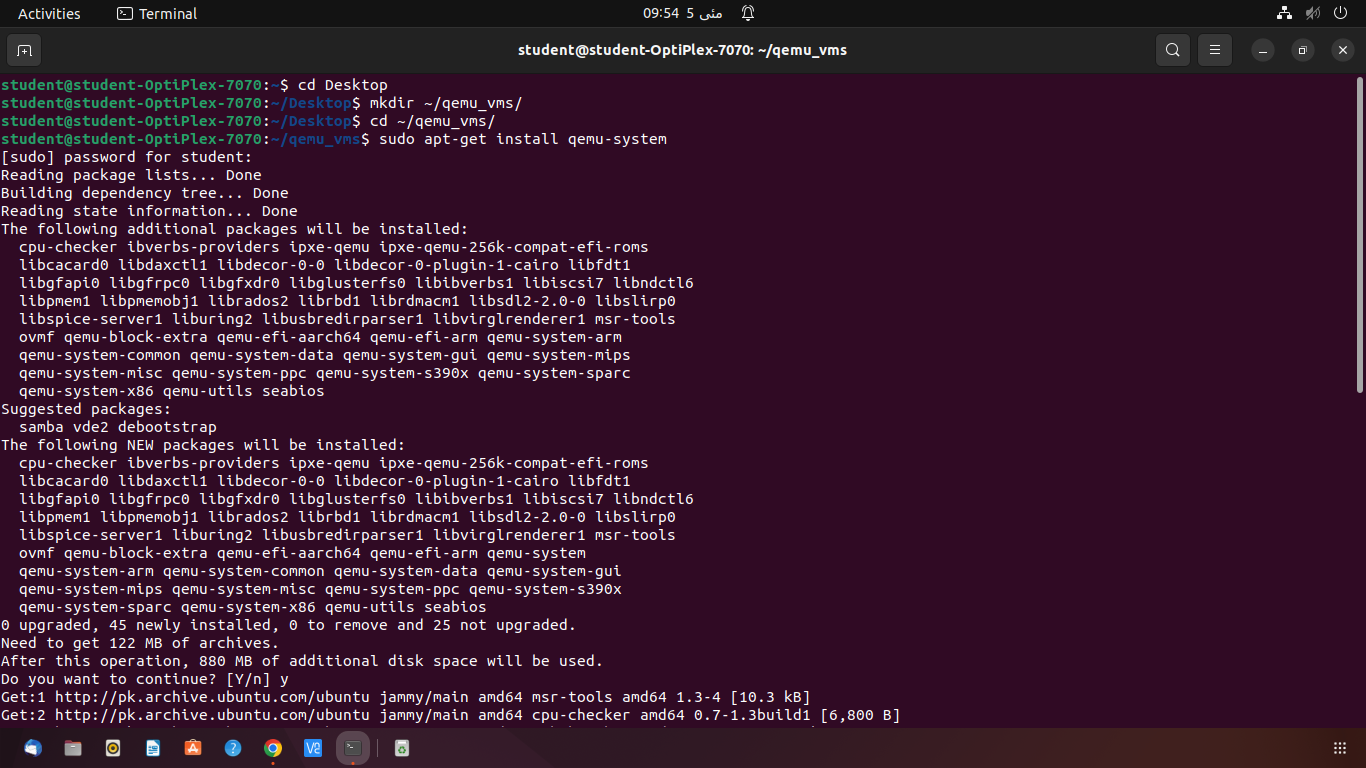 Activities
Terminal
09:54 5 مئی
student@student-OptiPlex-7070: ~/qemu_vms
student@student-OptiPlex-7070:~$ cd Desktop
student@student-OptiPlex-7070:~/Desktop$ mkdir ~/qemu_vms/
student@student-OptiPlex-7070:~/Desktop$ cd ~/qemu_vms/
student@student-OptiPlex-7070:~/qemu_vms$ sudo apt-get install qemu-system
[sudo] password for student:
Reading package lists... Done
Building dependency tree... Done
Reading state information... Done
The following additional packages will be installed:
  cpu-checker ibverbs-providers ipxe-qemu ipxe-qemu-256k-compat-efi-roms
  libcacard0 libdaxctl1 libdecor-0-0 libdecor-0-plugin-1-cairo libfdt1
  libgfapi0 libgfrpc0 libgfxdr0 libglusterfs0 libibverbs1 libiscsi7 libndctl6
  libpmem1 libpmemobj1 librados2 librbd1 librdmacm1 libsdl2-2.0-0 libslirp0
  libspice-server1 liburing2 libusbredirparser1 libvirglrenderer1 msr-tools
  ovmf qemu-block-extra qemu-efi-aarch64 qemu-efi-arm qemu-system-arm
  qemu-system-common qemu-system-data qemu-system-gui qemu-system-mips
  qemu-system-misc qemu-system-ppc qemu-system-s390x qemu-system-sparc
  qemu-system-x86 qemu-utils seabios
Suggested packages:
  samba vde2 debootstrap
The following NEW packages will be installed:
  cpu-checker ibverbs-providers ipxe-qemu ipxe-qemu-256k-compat-efi-roms
  libcacard0 libdaxctl1 libdecor-0-0 libdecor-0-plugin-1-cairo libfdt1
  libgfapi0 libgfrpc0 libgfxdr0 libglusterfs0 libibverbs1 libiscsi7 libndctl6
  libpmem1 libpmemobj1 librados2 librbd1 librdmacm1 libsdl2-2.0-0 libslirp0
  libspice-server1 liburing2 libusbredirparser1 libvirglrenderer1 msr-tools
  ovmf qemu-block-extra qemu-efi-aarch64 qemu-efi-arm qemu-system
  qemu-system-arm qemu-system-common qemu-system-data qemu-system-gui
  qemu-system-mips qemu-system-misc qemu-system-ppc qemu-system-s390x
  qemu-system-sparc qemu-system-x86 qemu-utils seabios
0 upgraded, 45 newly installed, 0 to remove and 25 not upgraded.
Need to get 122 MB of archives.
After this operation, 880 MB of additional disk space will be used.
Do you want to continue? [Y/n] y
Get:1 http://pk.archive.ubuntu.com/ubuntu jammy/main amd64 msr-tools amd64 1.3-4 [10.3 kB]
Get:2 http://pk.archive.ubuntu.com/ubuntu jammy/main amd64 cpu-checker amd64 0.7-1.3build1 [6,800 B]